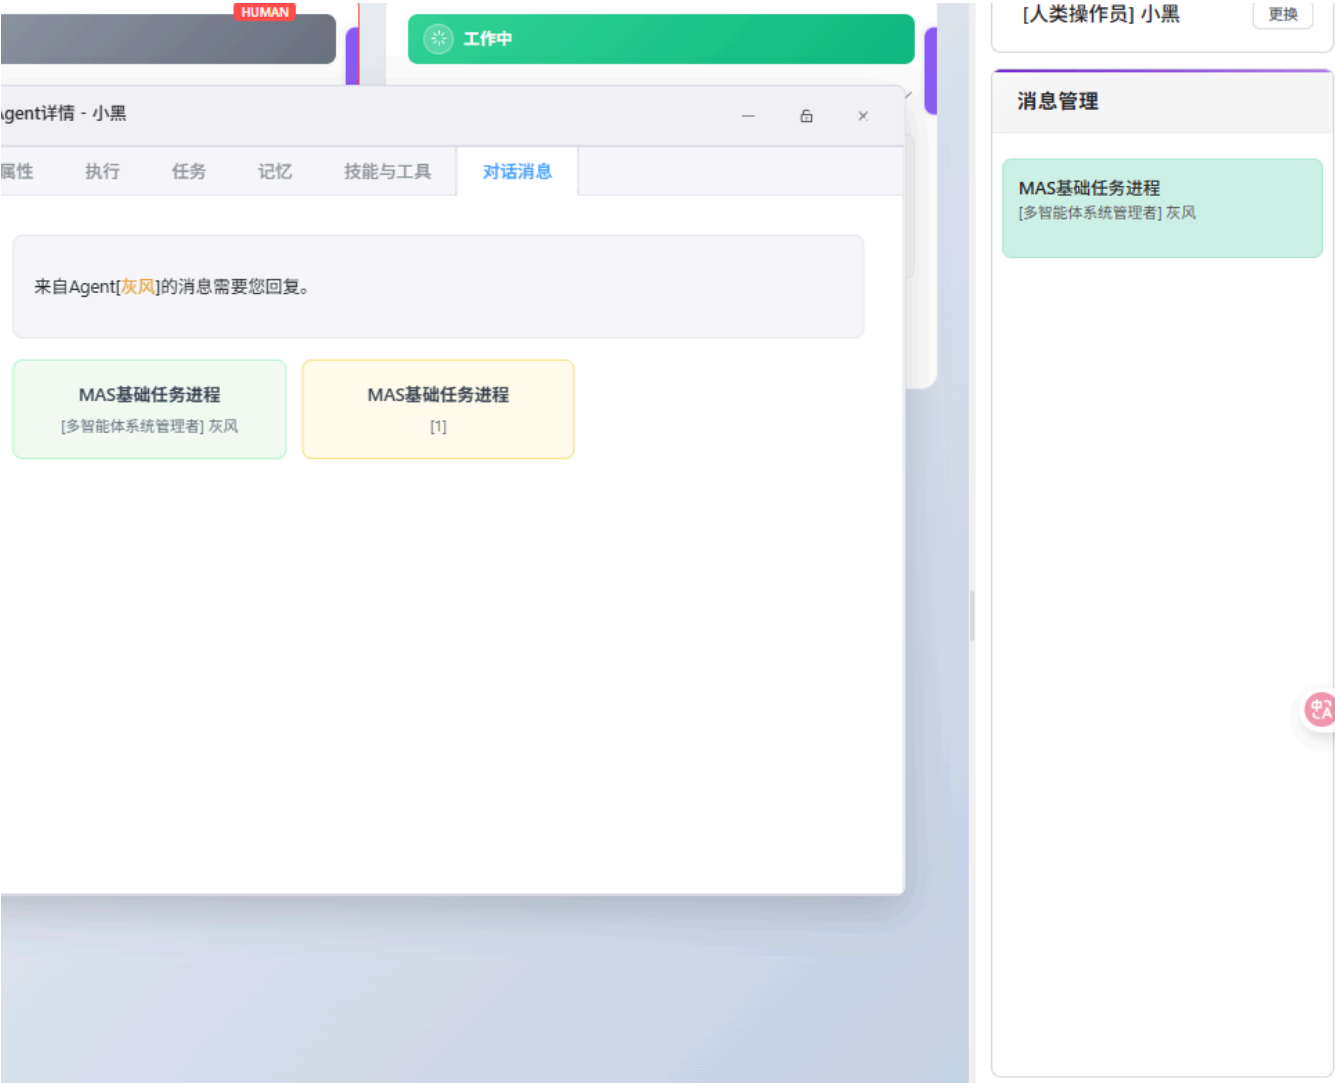 HUMAN
工作中
[人类操作员] 小黑
更换
消息管理
MAS基础任务进程
[多智能体系统管理者] 灰风
gent详情 - 小黑
属性
执行
任务
记忆
技能与工具
对话消息
来自Agent[灰风]的消息需要您回复。
MAS基础任务进程
[多智能体系统管理者] 灰风
MAS基础任务进程
[1]
中
A